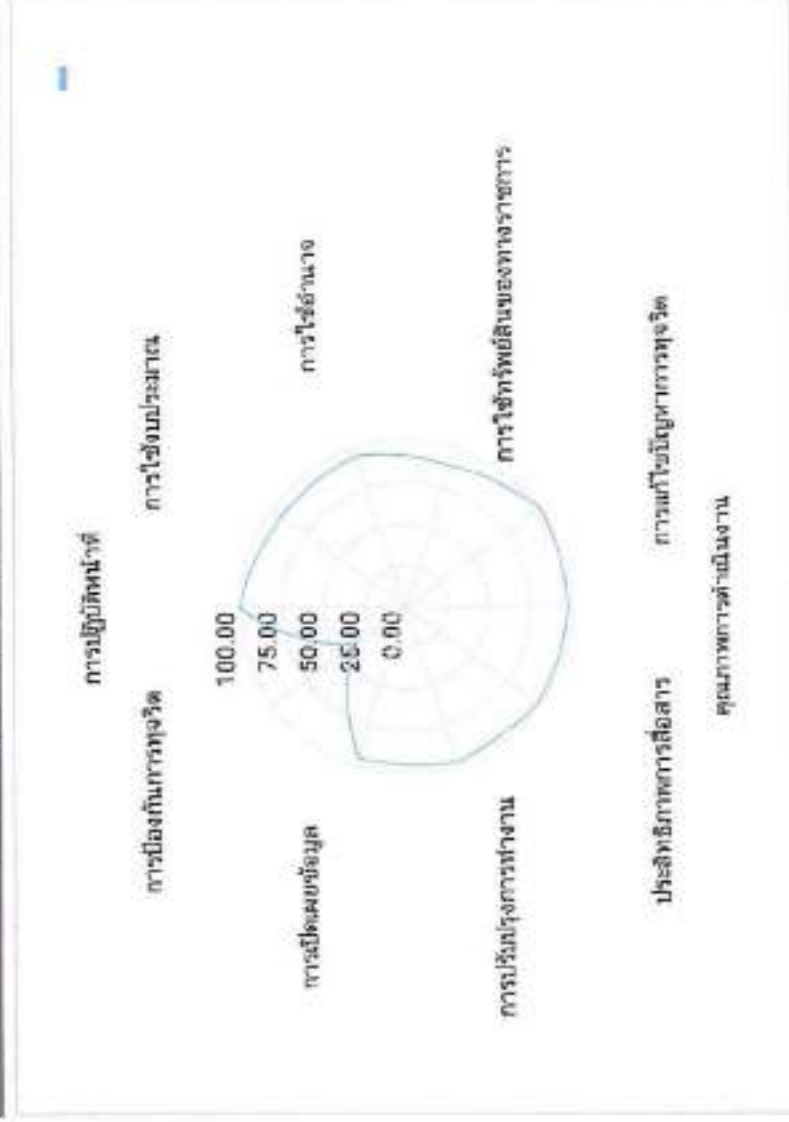 การปฏิบัติหน้าที่
การป้องกันการทุจริต
การใช้งบประมาณ
100.00
75.00
50.00
25.00
0.00
การเปิดเผยข้อมูล
การใช้อำนาจ
การปรับปรุงการทำงาน
การใช้ทรัพย์สินของทางราชการ
ประสิทธิภาพการสื่อสาร
การแก้ไขปัญหาการทุจริต
คุณภาพการดำเนินงาน